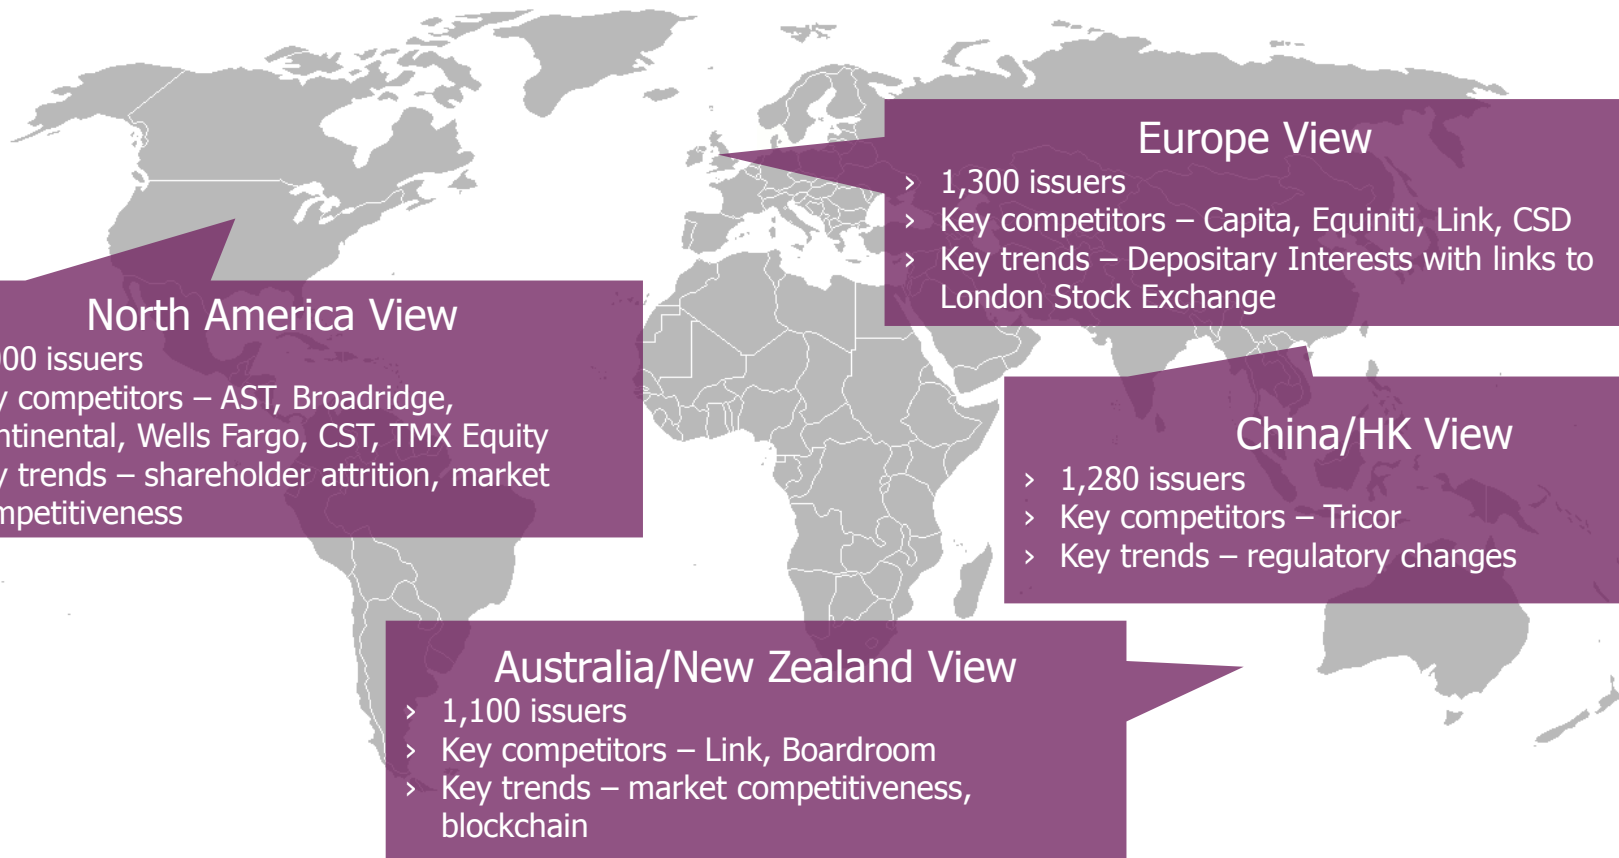 Europe View
› 1,300 issuers
› Key competitors – Capita, Equiniti, Link, CSD
› Key trends – Depositary Interests with links to
London Stock Exchange
North America View
issuers
competitors – AST, Broadridge,
Wells Fargo, CST, TMX Equity
trends – shareholder attrition, market
China/HK View
› 1,280 issuers
› Key competitors – Tricor
› Key trends – regulatory changes
Australia/New Zealand View
› 1,100 issuers
› Key competitors – Link, Boardroom
› Key trends – market competitiveness,
blockchain